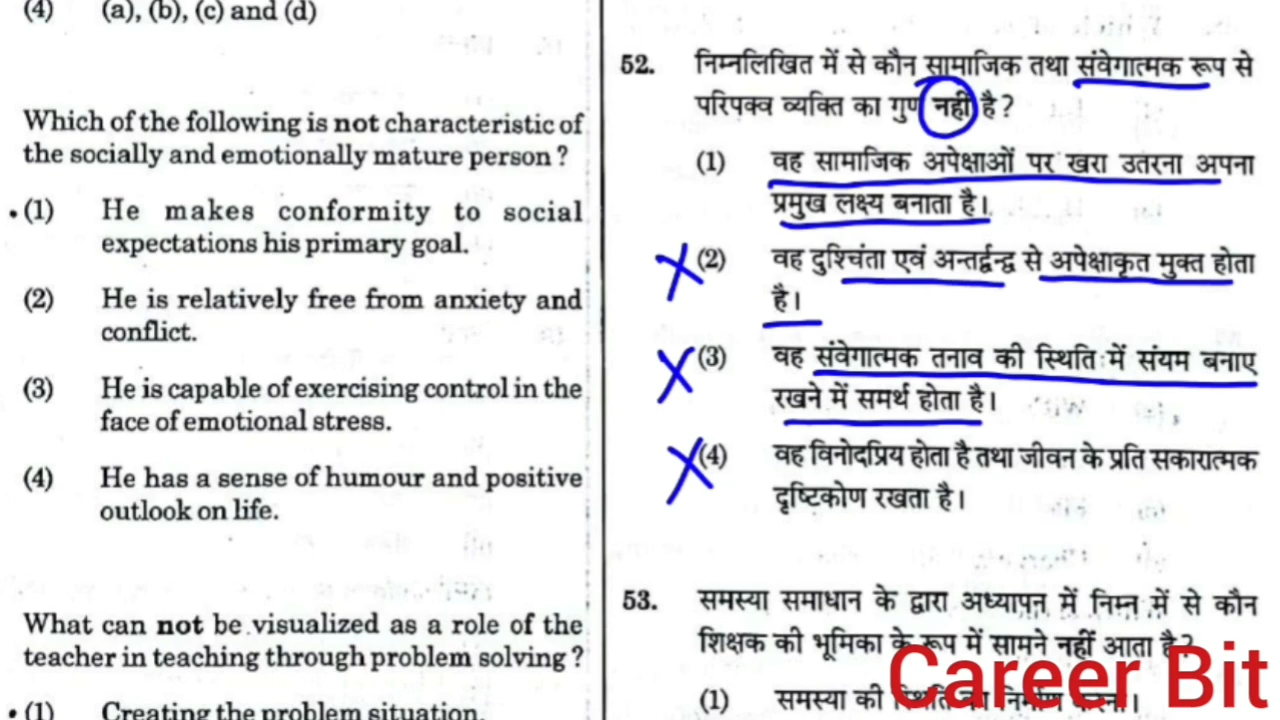 (4) (a), (b), (c) and (d)
Which of the following is not characteristic of
the socially and emotionally mature person ?
(1) He makes conformity to social
expectations his primary goal.
(2) He is relatively free from anxiety and
conflict.
(3) He is capable of exercising control in the
face of emotional stress.
(4) He has a sense of humour and positive
outlook on life.
What can not be visualized as a role of the
teacher in teaching through problem solving ?
(1) Creating the problem situation.
52. निम्नलिखित में से कौन सामाजिक तथा संवेगात्मक रूप से
परिपक्व व्यक्ति का गुण नहीं है ?
(1) वह सामाजिक अपेक्षाओं पर खरा उतरना अपना
प्रमुख लक्ष्य बनाता है।
(2) वह दुश्चिंता एवं अन्तर्द्वन्द्व से अपेक्षाकृत मुक्त होता
है।
(3) वह संवेगात्मक तनाव की स्थिति में संयम बनाए
रखने में समर्थ होता है।
(4) वह विनोदप्रिय होता है तथा जीवन के प्रति सकारात्मक
दृष्टिकोण रखता है।
53. समस्या समाधान के द्वारा अध्यापन में निम्न में से कौन
शिक्षक की भूमिका के रूप में सामने नहीं आता है ?
(1) समस्या की स्थिति का निर्माण करना।
Career Bit